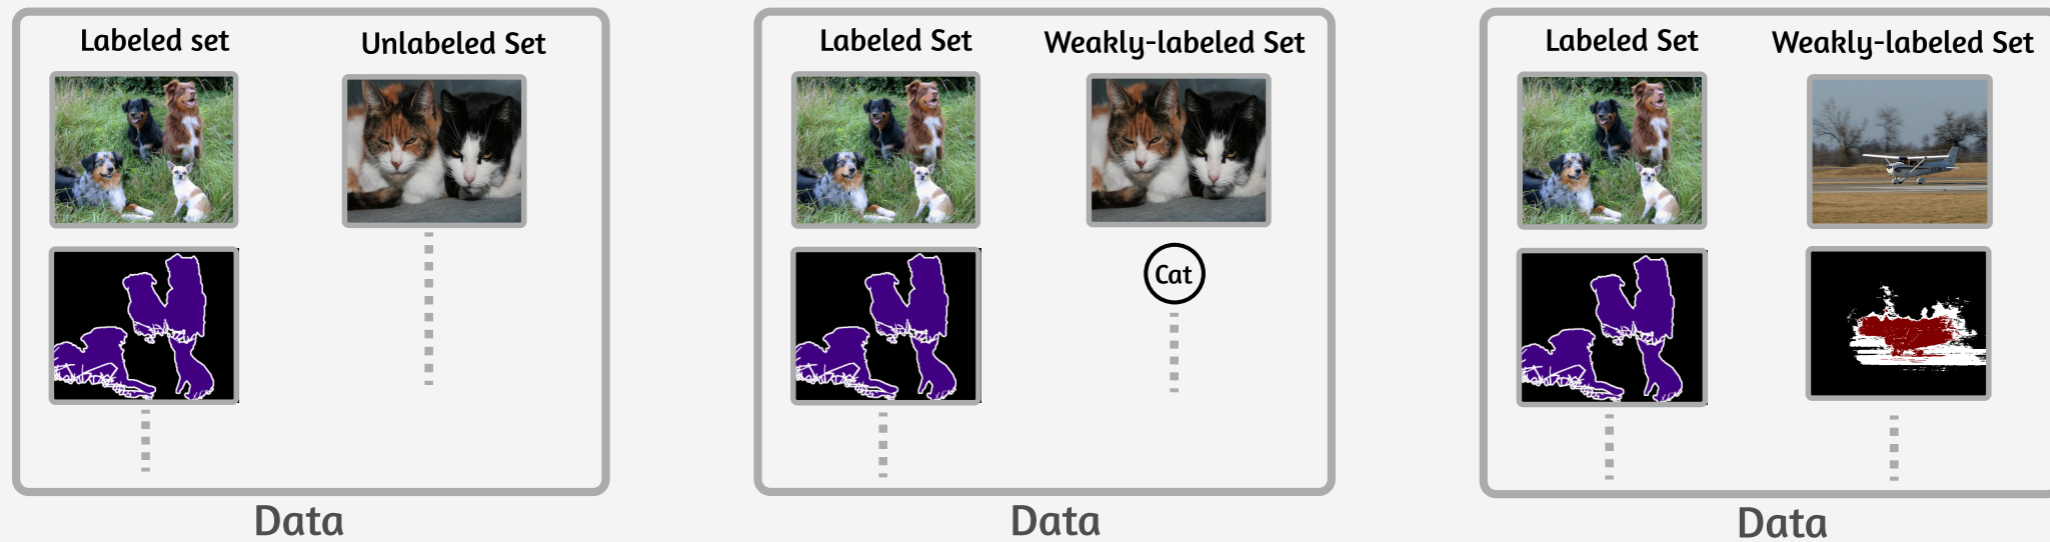 Labeled set
Unlabeled Set
Data
Labeled Set
Weakly-labeled Set
Cat
Data
Labeled Set
Weakly-labeled Set
Data